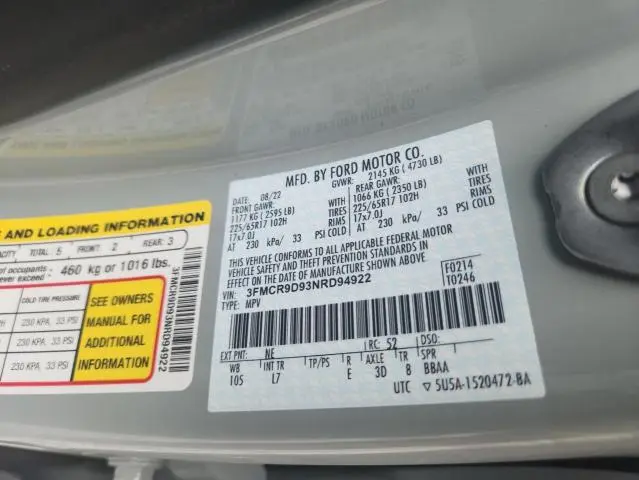 MFD. BY FORD MOTOR CO.
DATE: 08/22 GVWR: 2145 KG ( 4730 LB)
FRONT GAWR: REAR GAWR:
1177 KG ( 2595 LB) WITH 1066 KG ( 2350 LB) WITH
225/65R17 102H TIRES 225/65R17 102H TIRES
17x7.0J RIMS 17x7.0J RIMS
AT 230 kPa/ 33 PSI COLD AT 230 kPa/ 33 PSI COLD
THIS VEHICLE CONFORMS TO ALL APPLICABLE FEDERAL MOTOR
VEHICLE SAFETY AND THEFT PREVENTION STANDARDS IN
EFFECT ON THE DATE OF MANUFACTURE SHOWN ABOVE.
VIN: 3FMCR9D93NRD94922
TYPE: MPV
F0214
T0246
EXT PNT: NE RC: 52 DSO:
WB INT TR TP/PS R AXLE TR SPR
105 L7 E 3D 8 BBAA
UTC 5U5A-1520472-BA
E AND LOADING INFORMATION
TOTAL: 5 FRONT: 2 REAR: 3
of occupants
ever exceed 460 kg or 1016 lbs.
COLD TIRE PRESSURE
230 KPA, 33 PSI
230 KPA, 33 PSI
230 KPA, 33 PSI
SEE OWNERS
MANUAL FOR
ADDITIONAL
INFORMATION
3FMCR9D93NRD94922